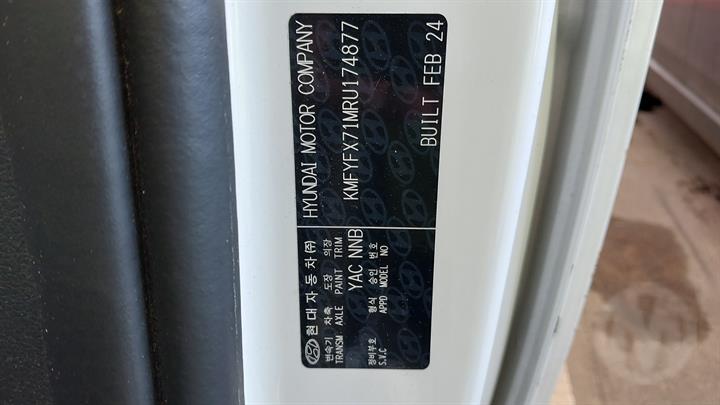 현대자동차(주) HYUNDAI MOTOR COMPANY
변속기 차축 도장 의장
TRANSM AXLE PAINT TRIM
YAC NNB KMFYFX71MRU174877
형식 승인 번호
APPD MODEL NO
정비부호
S.V.C BUILT FEB 24